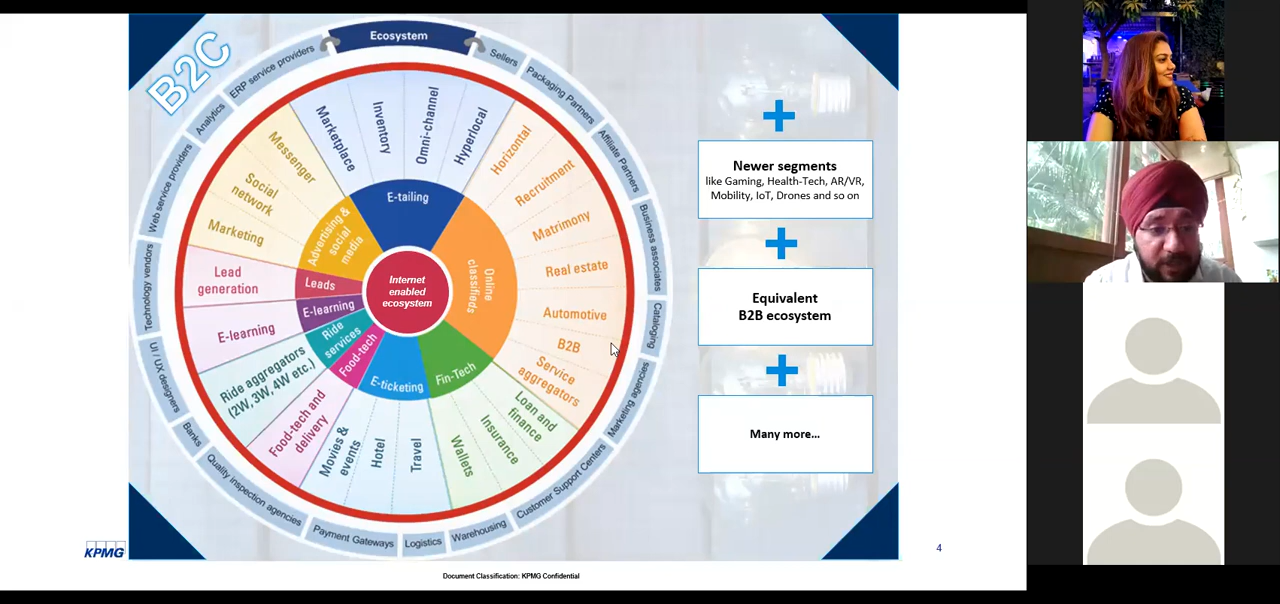 B2C
Ecosystem
Sellers
Packaging Partners
Affiliate Partners
Business associates
Cataloging
Marketing agencies
Customer Support Centers
Warehousing
Logistics
Payment Gateways
Quality inspection agencies
Banks
UI / UX designers
Technology vendors
Web service providers
Analytics
ERP service providers
Marketplace
Inventory
Omni-channel
Hyperlocal
Horizontal
Recruitment
Matrimony
Real estate
Automotive
B2B
Service
aggregators
Loan and
finance
Insurance
Wallets
Travel
Hotel
Movies &
events
Food-tech and
delivery
Ride aggregators
(2W, 3W, 4W etc.)
E-learning
Lead
generation
Marketing
Social
network
Messenger
E-tailing
Online
classifieds
Fin-Tech
E-ticketing
Food-tech
Ride
services
E-learning
Leads
Advertising &
social
media
Internet
enabled
ecosystem
Newer segments
like Gaming, Health-Tech, AR/VR,
Mobility, IoT, Drones and so on
Equivalent
B2B ecosystem
Many more...
KPMG
4
Document Classification: KPMG Confidential